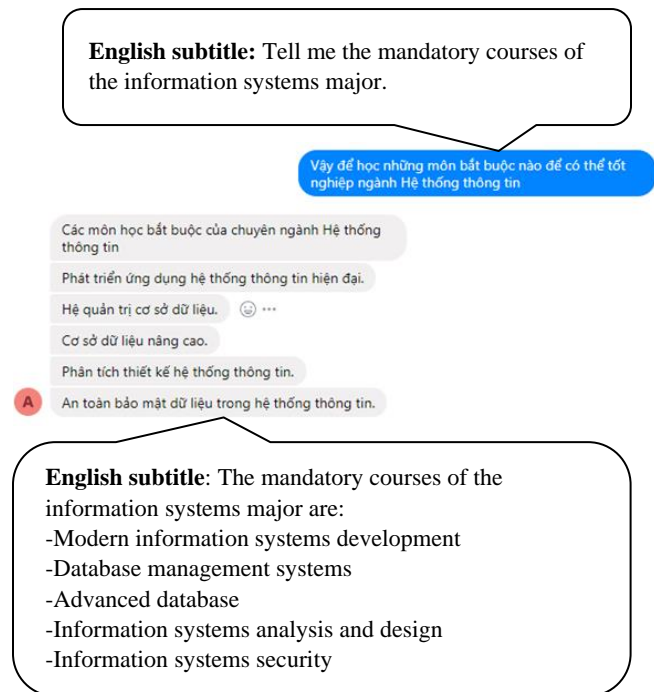 English subtitle: Tell me the mandatory courses of
the information systems major.
Vậy để học những môn bắt buộc nào để có thể tốt
nghiệp ngành Hệ thống thông tin
Các môn học bắt buộc của chuyên ngành Hệ thống
thông tin
Phát triển ứng dụng hệ thống thông tin hiện đại.
Hệ quản trị cơ sở dữ liệu.
Cơ sở dữ liệu nâng cao.
Phân tích thiết kế hệ thống thông tin.
A An toàn bảo mật dữ liệu trong hệ thống thông tin.
English subtitle: The mandatory courses of the
information systems major are:
-Modern information systems development
-Database management systems
-Advanced database
-Information systems analysis and design
-Information systems security